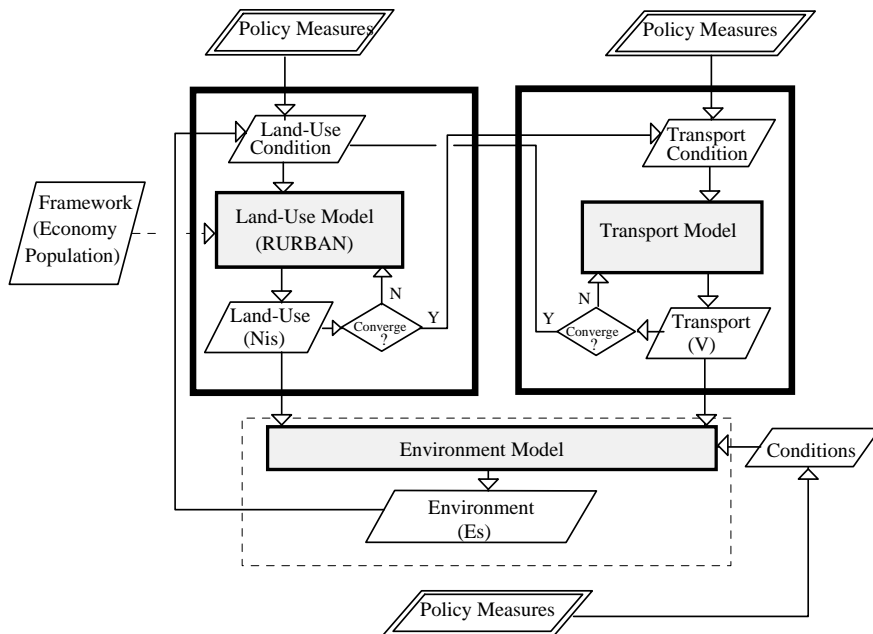 Policy Measures
Policy Measures
Land-Use
Condition
Transport
Condition
Framework
(Economy
Population)
Land-Use Model
(RURBAN)
Transport Model
N
Y
N
Y
Land-Use
(Nis)
Converge
?
Converge
?
Transport
(V)
Environment Model
Conditions
Environment
(Es)
Policy Measures